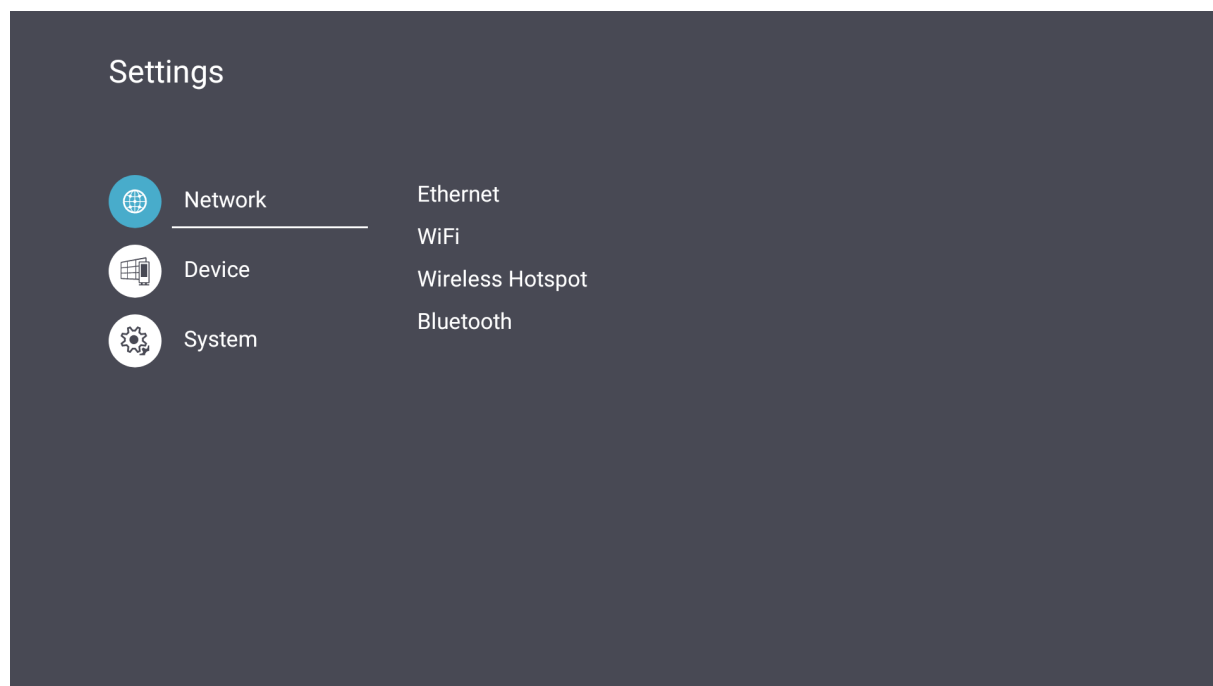 Settings
Network
Device
System
Ethernet
WiFi
Wireless Hotspot
Bluetooth